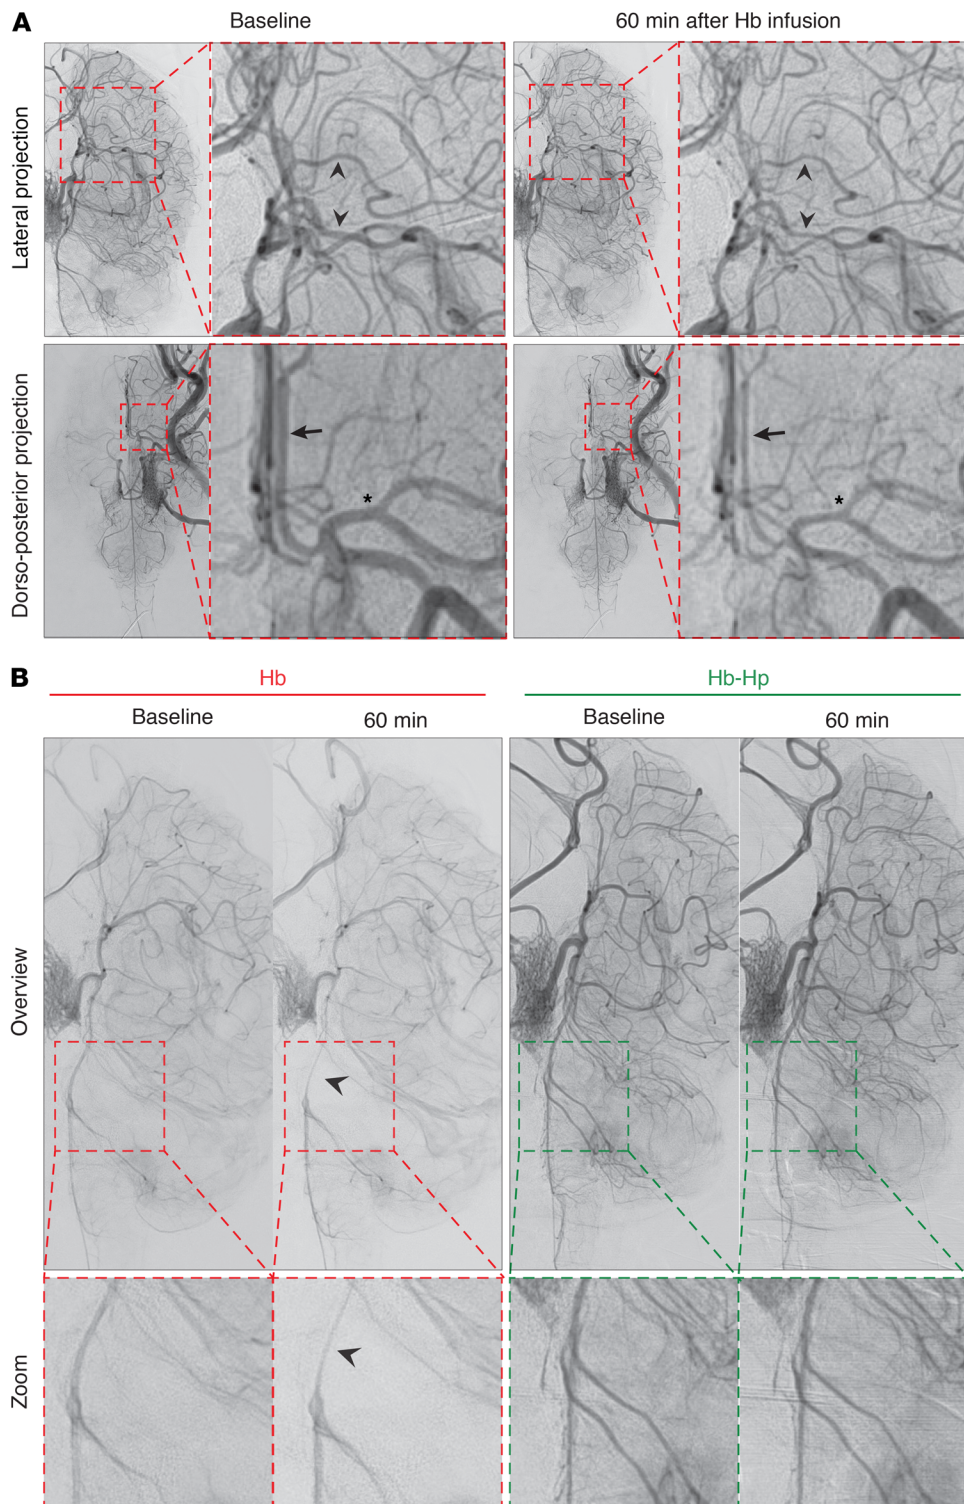 A
Baseline
60 min after Hb infusion
Lateral projection
Dorso-posterior projection
*
*
B
Hb
Hb-Hp
Baseline
60 min
Baseline
60 min
Overview
Zoom